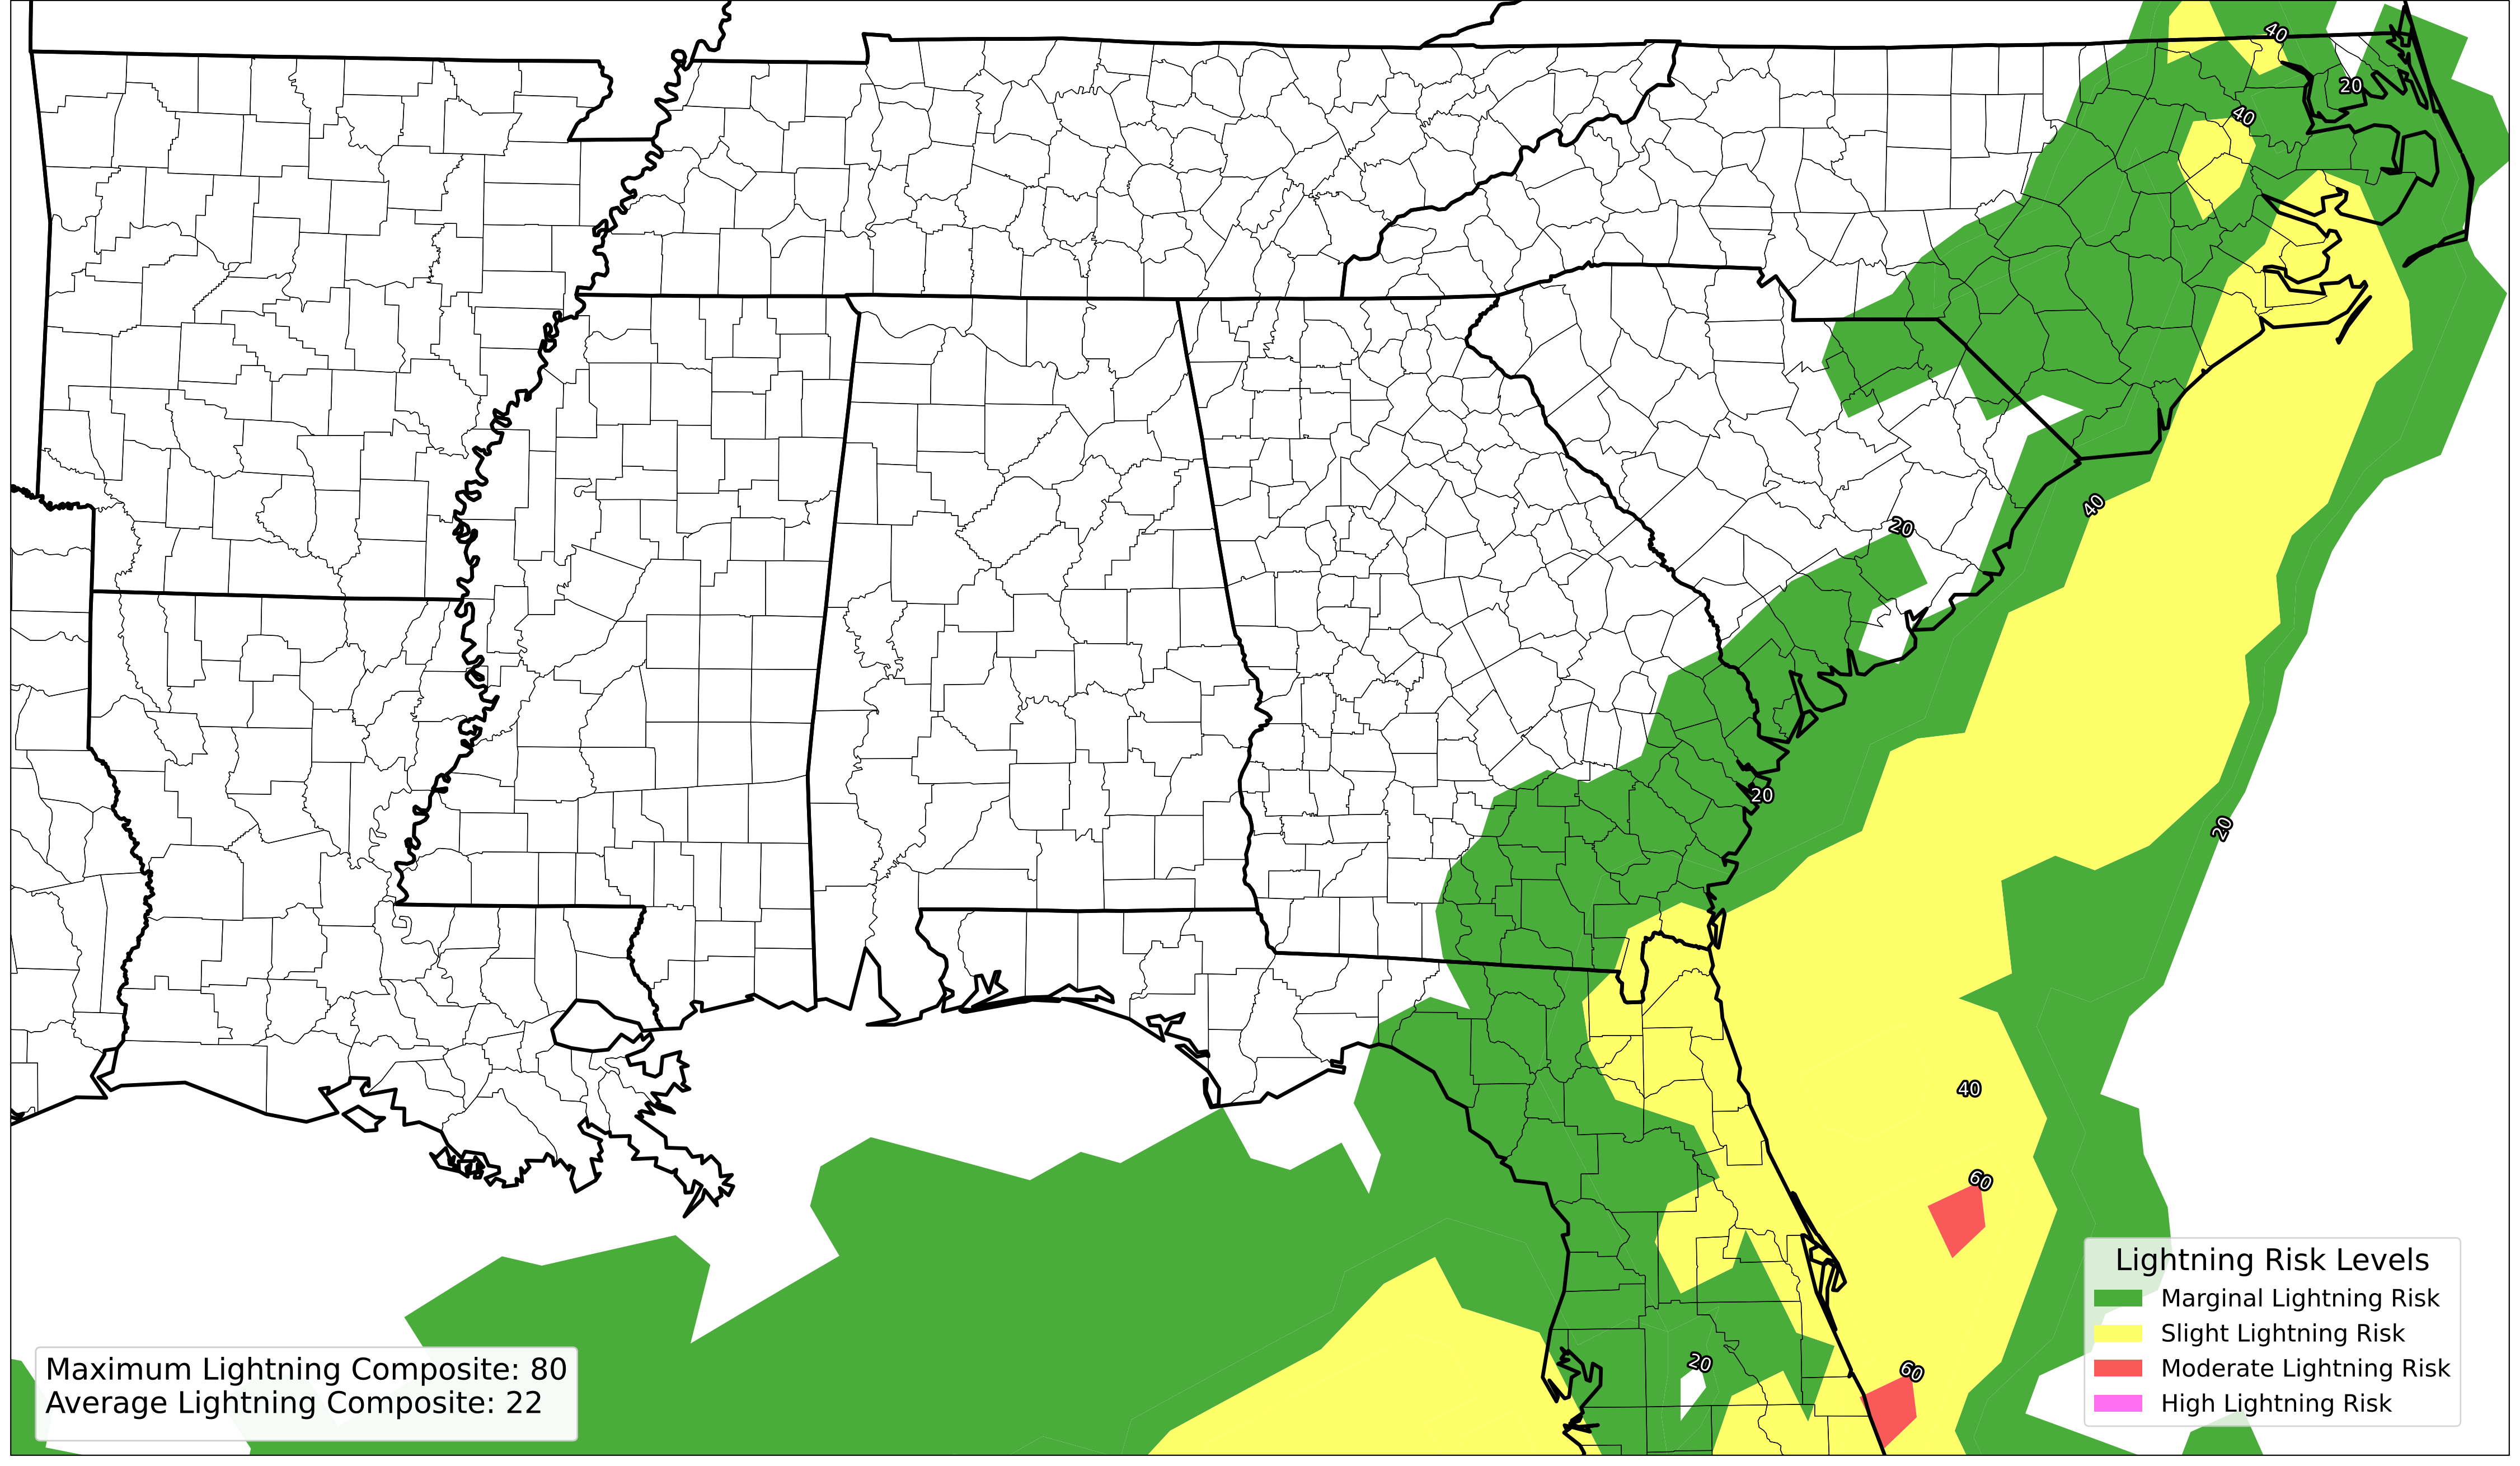 40
20
40
40
20
20
20
40
60
60
20
Lightning Risk Levels
Marginal Lightning Risk
Slight Lightning Risk
Moderate Lightning Risk
High Lightning Risk
Maximum Lightning Composite: 80
Average Lightning Composite: 22